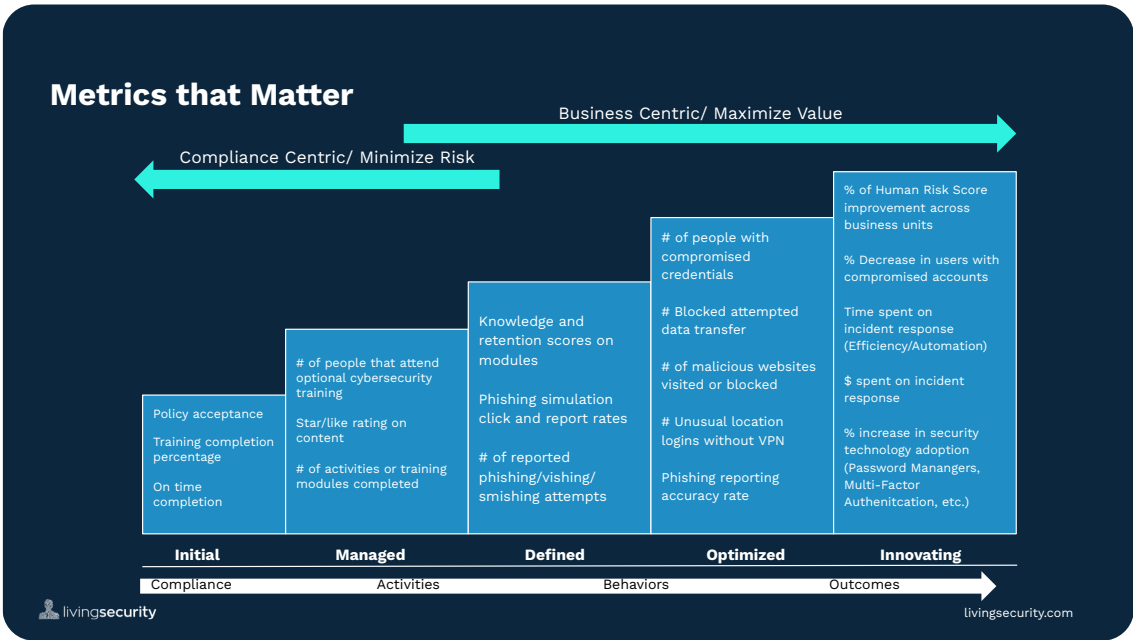 Metrics that Matter
Business Centric/ Maximize Value
Compliance Centric/ Minimize Risk
Policy acceptance
Training completion
percentage
On time
completion
# of people that attend
optional cybersecurity
training
Star/like rating on
content
# of activities or training
modules completed
Knowledge and
retention scores on
modules
Phishing simulation
click and report rates
# of reported
phishing/vishing/
smishing attempts
# of people with
compromised
credentials
# Blocked attempted
data transfer
# of malicious websites
visited or blocked
# Unusual location
logins without VPN
Phishing reporting
accuracy rate
% of Human Risk Score
improvement across
business units
% Decrease in users with
compromised accounts
Time spent on
incident response
(Efficiency/Automation)
$ spent on incident
response
% increase in security
technology adoption
(Password Manangers,
Multi-Factor
Authenitcation, etc.)
Initial
Managed
Defined
Optimized
Innovating
Compliance
Activities
Behaviors
Outcomes
livingsecurity
livingsecurity.com